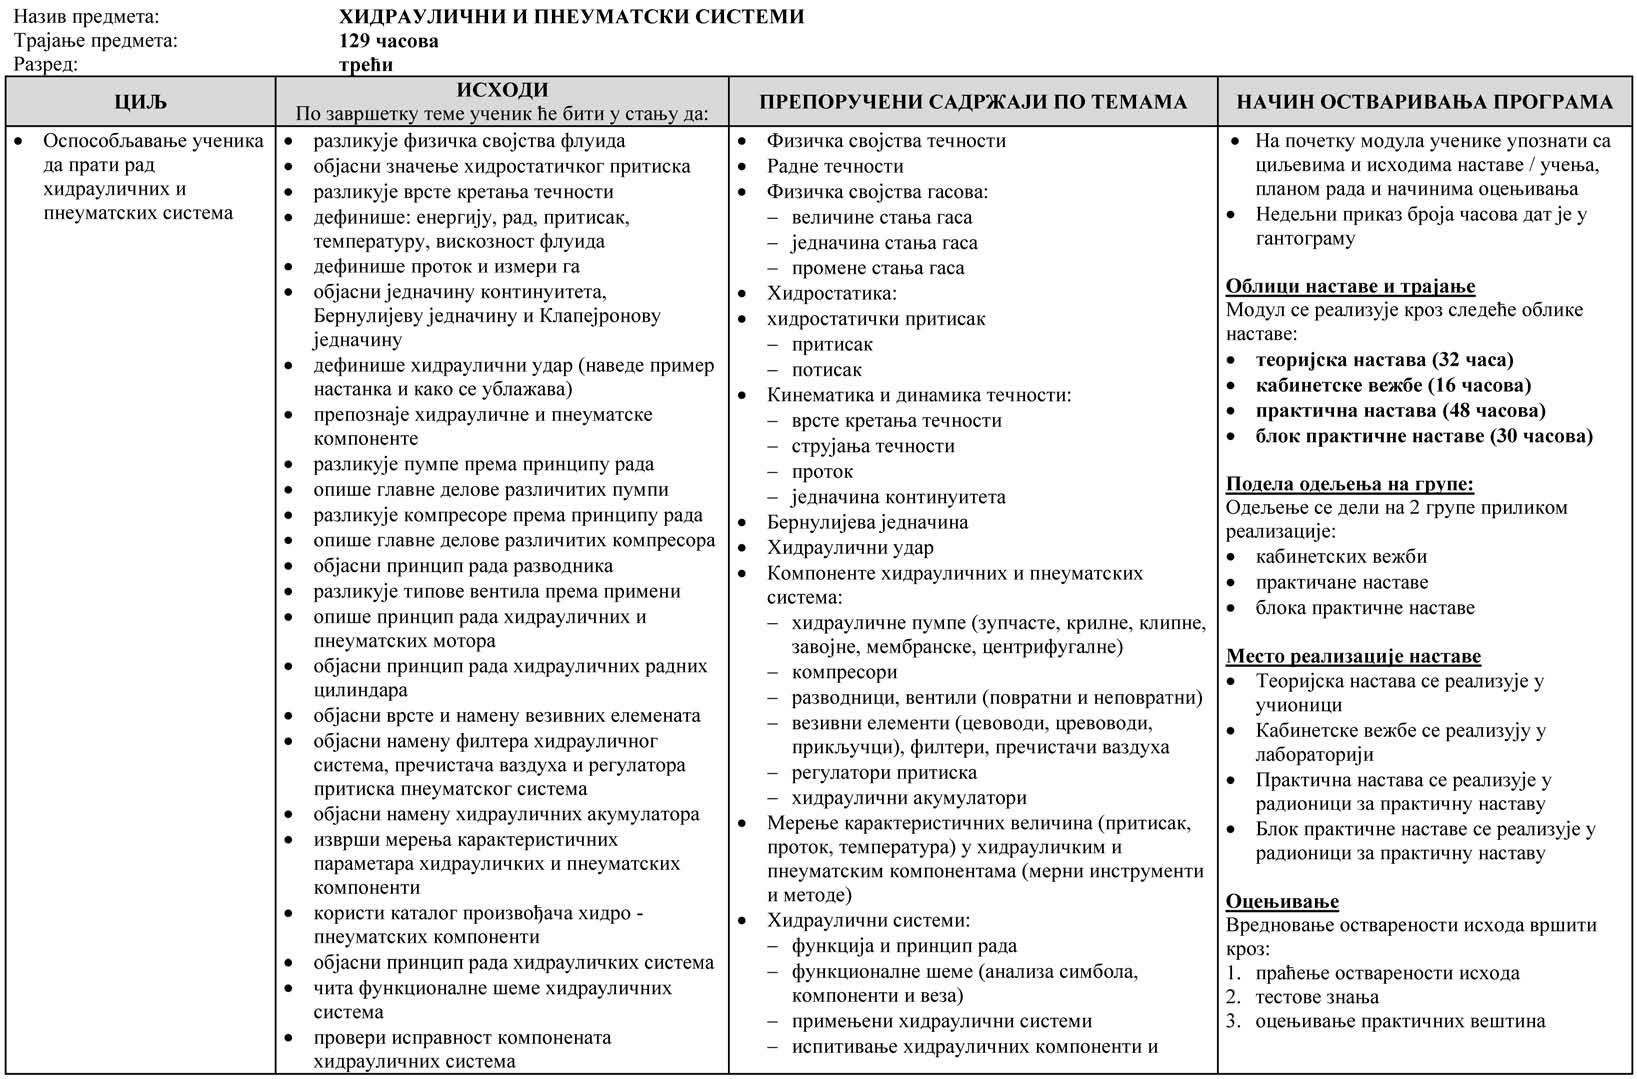 Назив предмета: ХИДРАУЛИЧНИ И ПНЕУМАТСКИ СИСТЕМИ
Трајање предмета: 129 часова
Разред: трећи
ЦИЉ
ИСХОДИ
По завршетку теме ученик ће бити у стању да:
ПРЕПОРУЧЕНИ САДРЖАЈИ ПО ТЕМАМА
НАЧИН ОСТВАРИВАЊА ПРОГРАМА
• Оспособљавање ученика
да прати рад
хидрауличних и
пнеуматских система
• разликује физичка својства флуида
• објасни значење хидростатичког притиска
• разликује врсте кретања течности
• дефинише: енергију, рад, притисак,
температуру, вискозност флуида
• дефинише проток и измери га
• објасни једначину континуитета,
Бернулијеву једначину и Клапејронову
једначину
• дефинише хидраулични удар (наведе пример
настанка и како се ублажава)
• препознаје хидрауличне и пнеуматске
компоненте
• разликује пумпе према принципу рада
• опише главне делове различитих пумпи
• разликује компресоре према принципу рада
• опише главне делове различитих компресора
• објасни принцип рада разводника
• разликује типове вентила према примени
• опише принцип рада хидрауличних и
пнеуматских мотора
• објасни принцип рада хидрауличних радних
цилиндара
• објасни врсте и намену везивних елемената
• објасни намену филтера хидрауличног
система, пречистача ваздуха и регулатора
притиска пнеуматског система
• објасни намену хидрауличних акумулатора
• изврши мерења карактеристичних
параметара хидрауличких и пнеуматских
компоненти
• користи каталог произвођача хидро -
пнеуматских компоненти
• објасни принцип рада хидрауличких система
• чита функционалне шеме хидрауличних
система
• провери исправност компонената
хидрауличних система
• Физичка својства течности
• Радне течности
• Физичка својства гасова:
– величине стања гаса
– једначина стања гаса
– промене стања гаса
• Хидростатика:
• хидростатички притисак
– притисак
– потисак
• Кинематика и динамика течности:
– врсте кретања течности
– струјања течности
– проток
– једначина континуитета
• Бернулијева једначина
• Хидраулични удар
• Компоненте хидрауличних и пнеуматских
система:
– хидрауличне пумпе (зупчасте, крилне, клипне,
завојне, мембранске, центрифугалне)
– компресори
– разводници, вентили (повратни и неповратни)
– везивни елементи (цевоводи, цревоводи,
прикључци), филтери, пречистачи ваздуха
– регулатори притиска
– хидраулични акумулатори
• Мерење карактеристичних величина (притисак,
проток, температура) у хидрауличким и
пнеуматским компонентама (мерни инструменти
и методе)
• Хидраулични системи:
– функција и принцип рада
– функционалне шеме (анализа симбола,
компоненти и веза)
– примењени хидраулични системи
– испитивање хидрауличних компоненти и
• На почетку модула ученике упознати са
циљевима и исходима наставе / учења,
планом рада и начинима оцењивања
• Недељни приказ броја часова дат је у
гантограму
Облици наставе и трајање
Модул се реализује кроз следеће облике
наставе:
• теоријска настава (32 часа)
• кабинетске вежбе (16 часова)
• практична настава (48 часова)
• блок практичне наставе (30 часова)
Подела одељења на групе:
Одељење се дели на 2 групе приликом
реализације:
• кабинетских вежби
• практичане наставе
• блока практичне наставе
Место реализације наставе
• Теоријска настава се реализује у
учионици
• Кабинетске вежбе се реализују у
лабораторији
• Практична настава се реализује у
радионици за практичну наставу
• Блок практичне наставе се реализује у
радионици за практичну наставу
Оцењивање
Вредновање остварености исхода вршити
кроз:
1. праћење остварености исхода
2. тестове знања
3. оцењивање практичних вештина